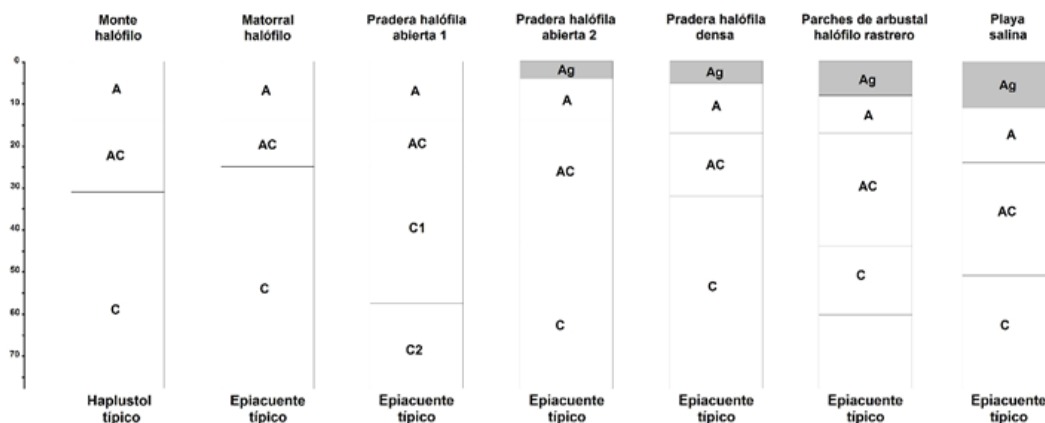 Monte
halófilo
Matorral
halófilo
Pradera halófila
abierta 1
Pradera halófila
abierta 2
Pradera halófila
densa
Parches de arbustal
halófilo rastrero
Playa
salina
0
10
20
30
40
50
60
70
A
AC
C
A
AC
C
A
AC
C1
C2
Ag
A
AC
C
Ag
A
AC
C
Ag
A
AC
C
Ag
A
AC
C
Haplustol
típico
Epiacuente
típico
Epiacuente
típico
Epiacuente
típico
Epiacuente
típico
Epiacuente
típico
Epiacuente
típico